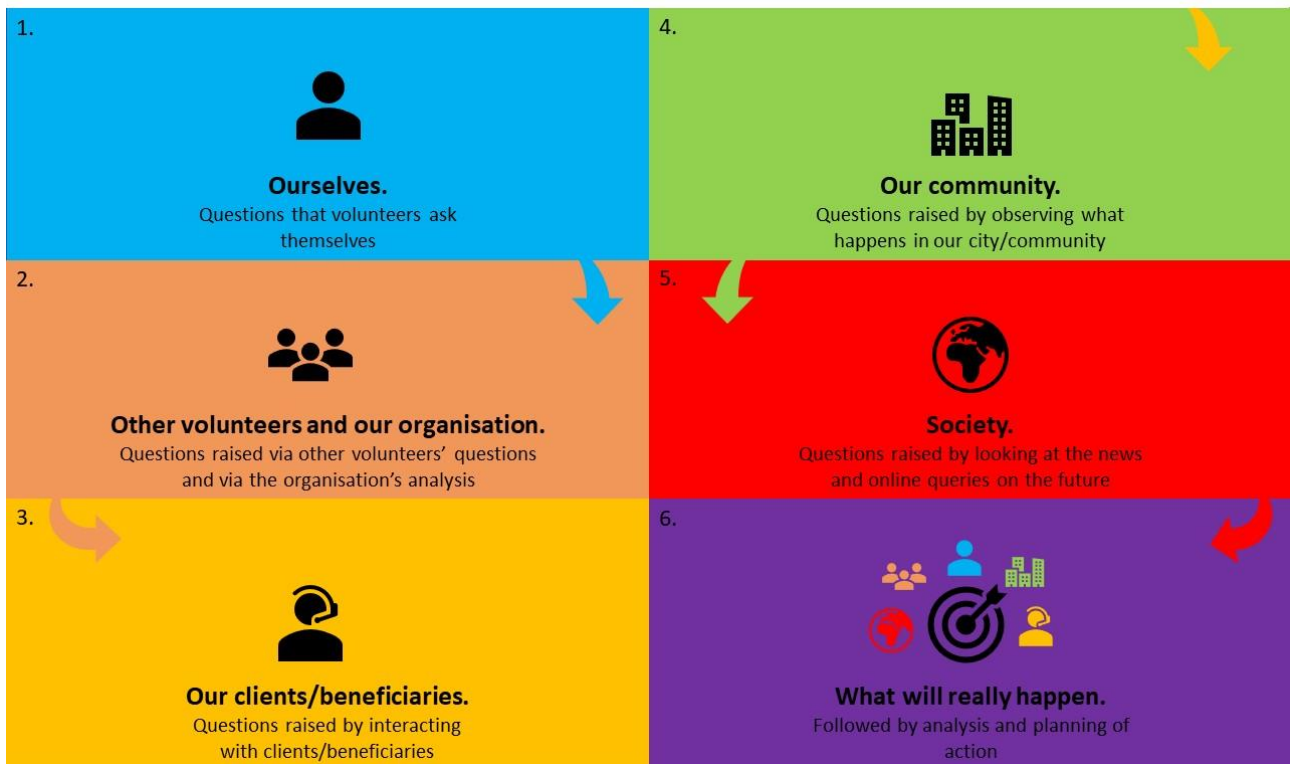 1.
Ourselves.
Questions that volunteers ask
themselves
2.
Other volunteers and our organisation.
Questions raised via other volunteers’ questions
and via the organisation’s analysis
3.
Our clients/beneficiaries.
Questions raised by interacting
with clients/beneficiaries
4.
Our community.
Questions raised by observing what
happens in our city/community
5.
Society.
Questions raised by looking at the news
and online queries on the future
6.
What will really happen.
Followed by analysis and planning of
action